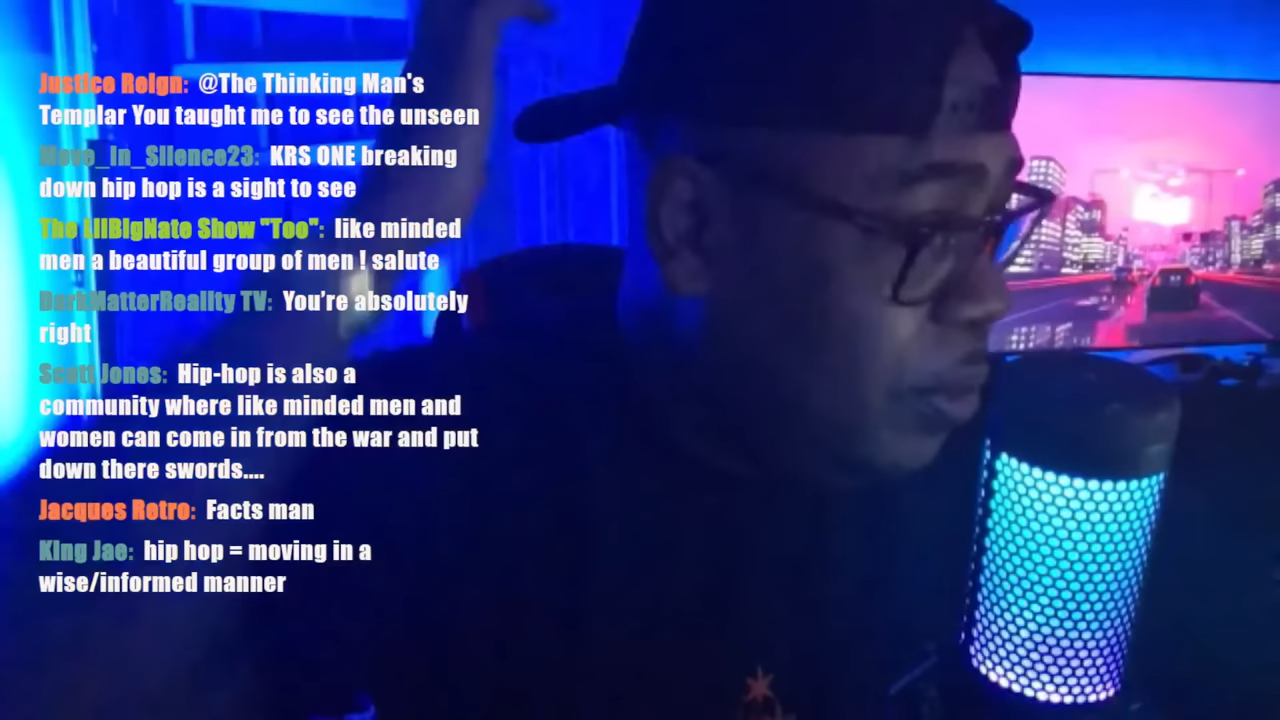 Justice Reign: @The Thinking Man's
Templar You taught me to see the unseen
Move_In_Silence23: KRS ONE breaking
down hip hop is a sight to see
The LilBigNate Show "Too": like minded
men a beautiful group of men ! salute
DarkMatterReality TV: You’re absolutely
right
Scott Jones: Hip-hop is also a
community where like minded men and
women can come in from the war and put
down there swords....
Jacques Retro: Facts man
King Jae: hip hop = moving in a
wise/informed manner